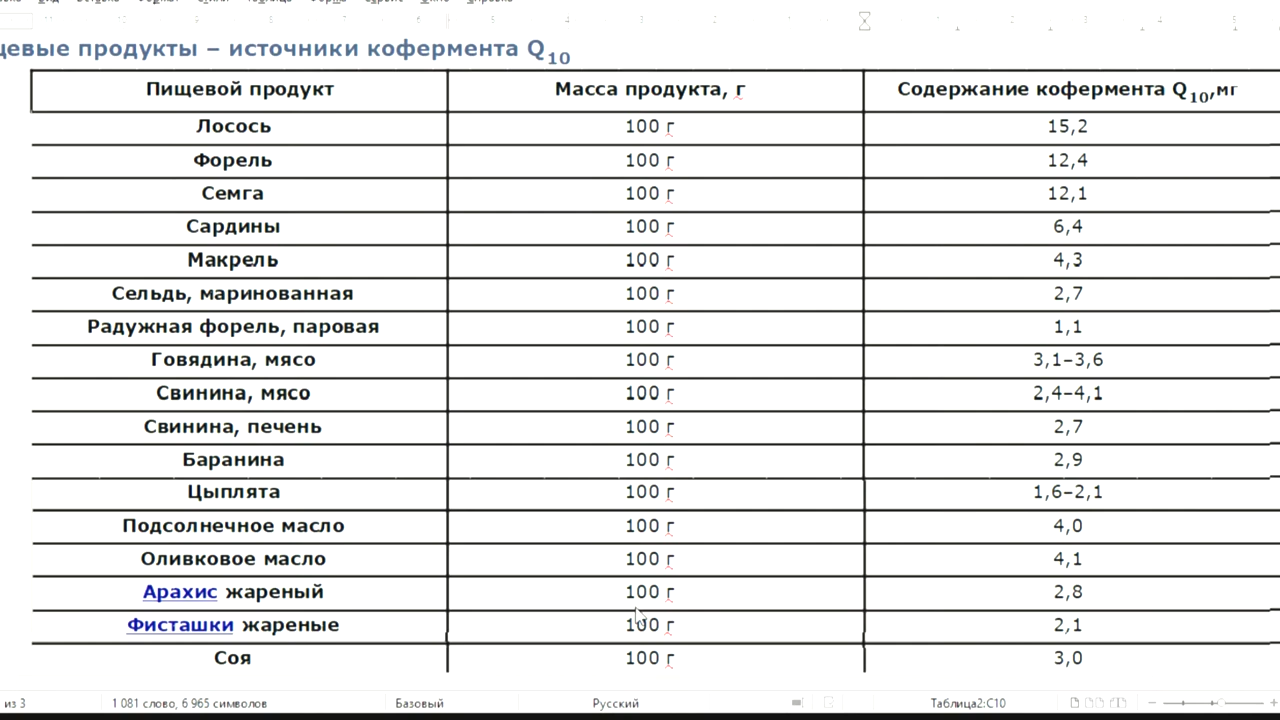 цевые продукты – источники кофермента Q10
Пищевой продукт Масса продукта, г Содержание кофермента Q10,мг
Лосось 100 г 15,2
Форель 100 г 12,4
Семга 100 г 12,1
Сардины 100 г 6,4
Макрель 100 г 4,3
Сельдь, маринованная 100 г 2,7
Радужная форель, паровая 100 г 1,1
Говядина, мясо 100 г 3,1–3,6
Свинина, мясо 100 г 2,4–4,1
Свинина, печень 100 г 2,7
Баранина 100 г 2,9
Цыплята 100 г 1,6–2,1
Подсолнечное масло 100 г 4,0
Оливковое масло 100 г 4,1
Арахис жареный 100 г 2,8
Фисташки жареные 100 г 2,1
Соя 100 г 3,0
из 3 1 081 слово, 6 965 символов Базовый Русский Таблица2:C10